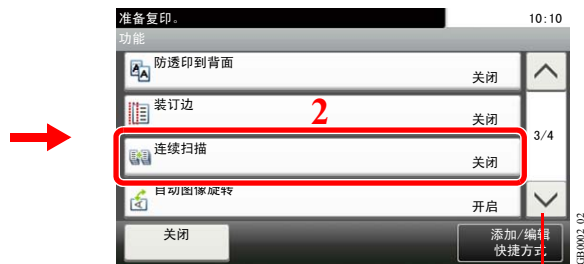 准备复印。 10:10
功能
防透印到背面
关闭
装订边
2
关闭
3/4
连续扫描
关闭
自动图像旋转
开启
关闭
添加/编辑
快捷方式
GB0002_02